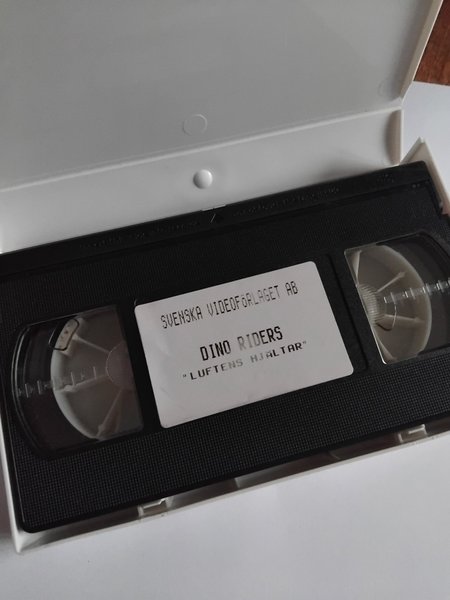 SVENSKA VIDEOFöRLAGET AB
DINO RIDERS
"LUFTENS HJäLTAR"